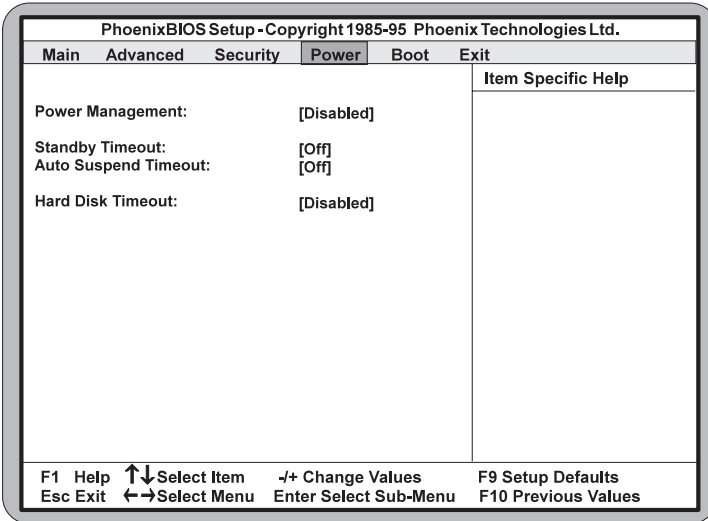 PhoenixBIOS Setup - Copyright 1985-95 Phoenix Technologies Ltd.
Main Advanced Security Power Boot Exit
Item Specific Help
Power Management: [Disabled]
Standby Timeout: [Off]
Auto Suspend Timeout: [Off]
Hard Disk Timeout: [Disabled]
F1 Help ↑↓ Select Item -/+ Change Values F9 Setup Defaults
Esc Exit ←→ Select Menu Enter Select Sub-Menu F10 Previous Values